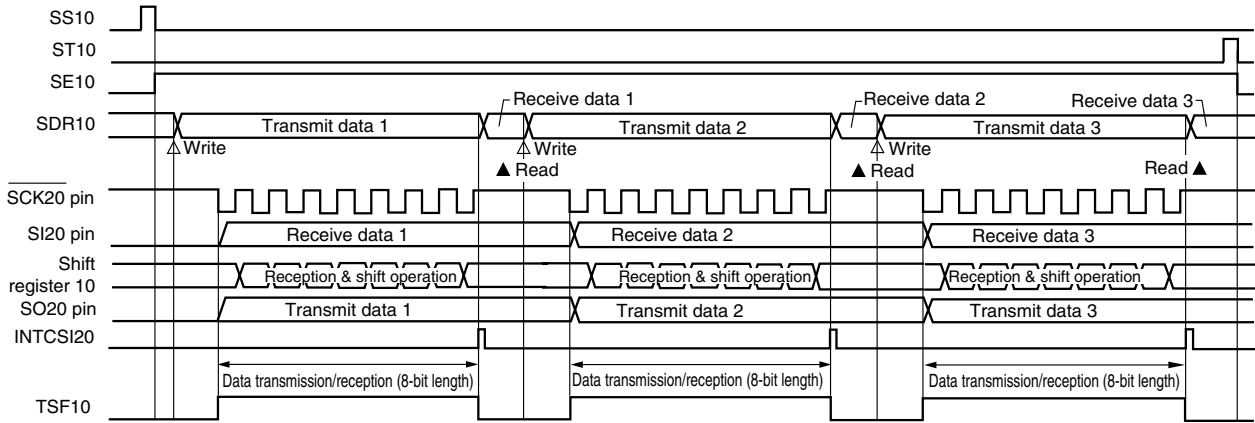 SS10
ST10
SE10
Receive data 1
Receive data 2
Receive data 3
SDR10
Transmit data 1
Transmit data 2
Transmit data 3
Write
Write
Write
Read
Read
Read
SCK20 pin
SI20 pin
Receive data 1
Receive data 2
Receive data 3
Shift
register 10
Reception & shift operation
Reception & shift operation
Reception & shift operation
SO20 pin
Transmit data 1
Transmit data 2
Transmit data 3
INTCSI20
Data transmission/reception (8-bit length)
Data transmission/reception (8-bit length)
Data transmission/reception (8-bit length)
TSF10